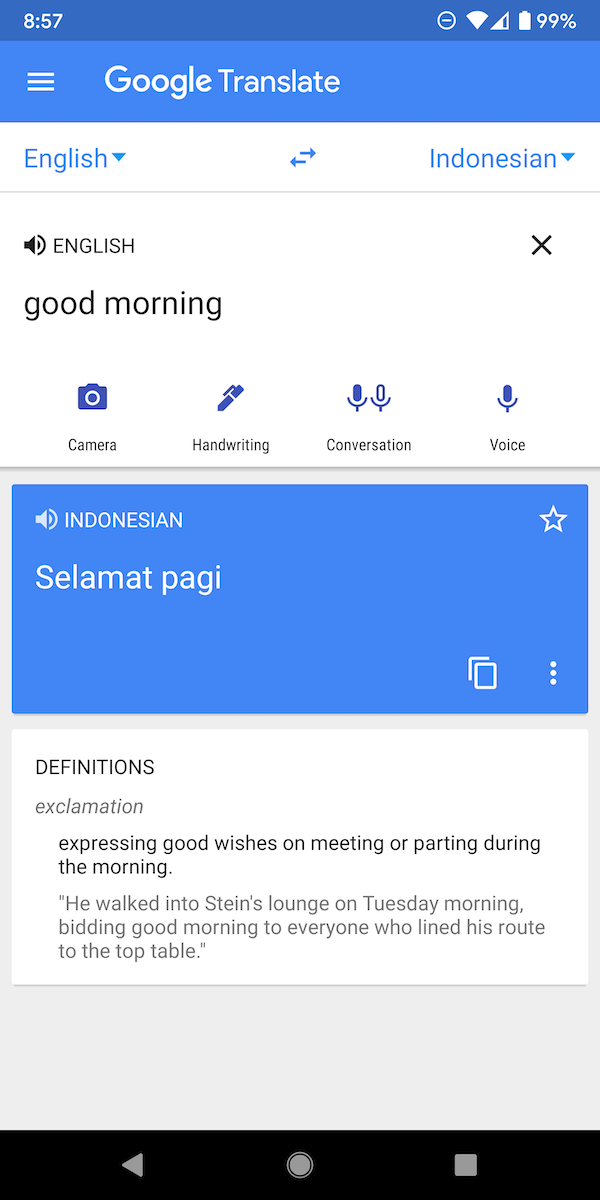 8:57 99%
Google Translate
English Indonesian
ENGLISH
good morning
Camera Handwriting Conversation Voice
INDONESIAN
Selamat pagi
DEFINITIONS
exclamation
expressing good wishes on meeting or parting during
the morning.
"He walked into Stein's lounge on Tuesday morning,
bidding good morning to everyone who lined his route
to the top table."